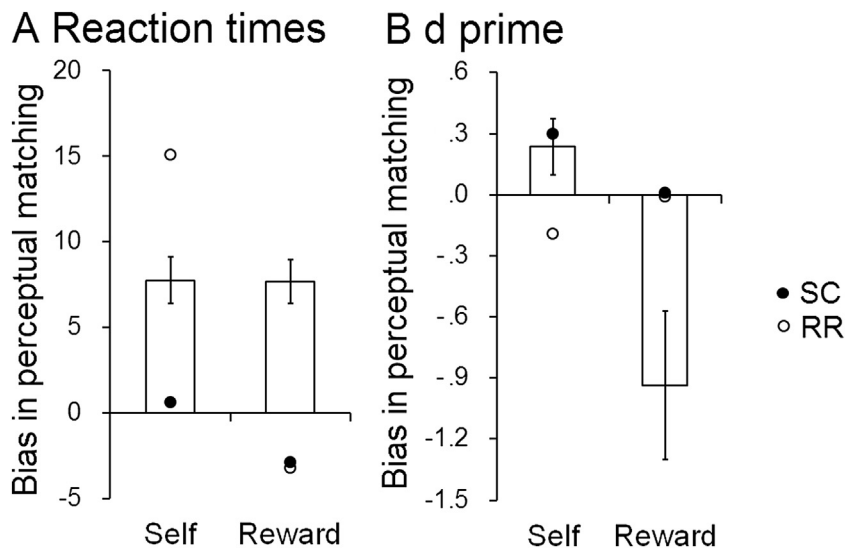 A Reaction times
Bias in perceptual matching
20
15
10
5
0
-5
Self Reward
B d prime
Bias in perceptual matching
.6
.3
.0
-.3
-.6
-.9
-1.2
-1.5
Self Reward
SC
RR